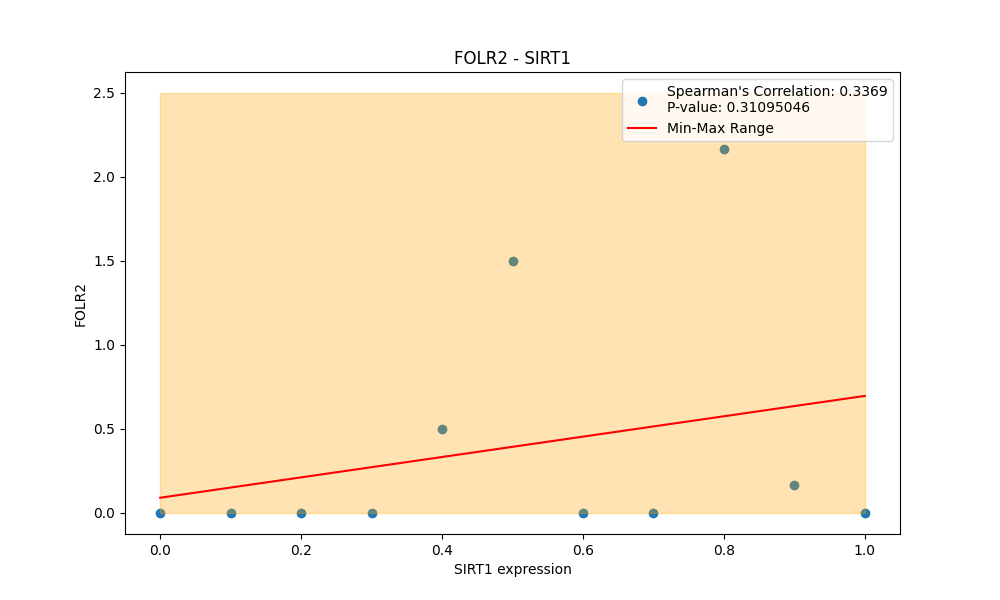 FOLR2 - SIRT1
Spearman's Correlation: 0.3369
P-value: 0.31095046
Min-Max Range
2.5
2.0
1.5
1.0
0.5
0.0
FOLR2
0.0 0.2 0.4 0.6 0.8 1.0
SIRT1 expression